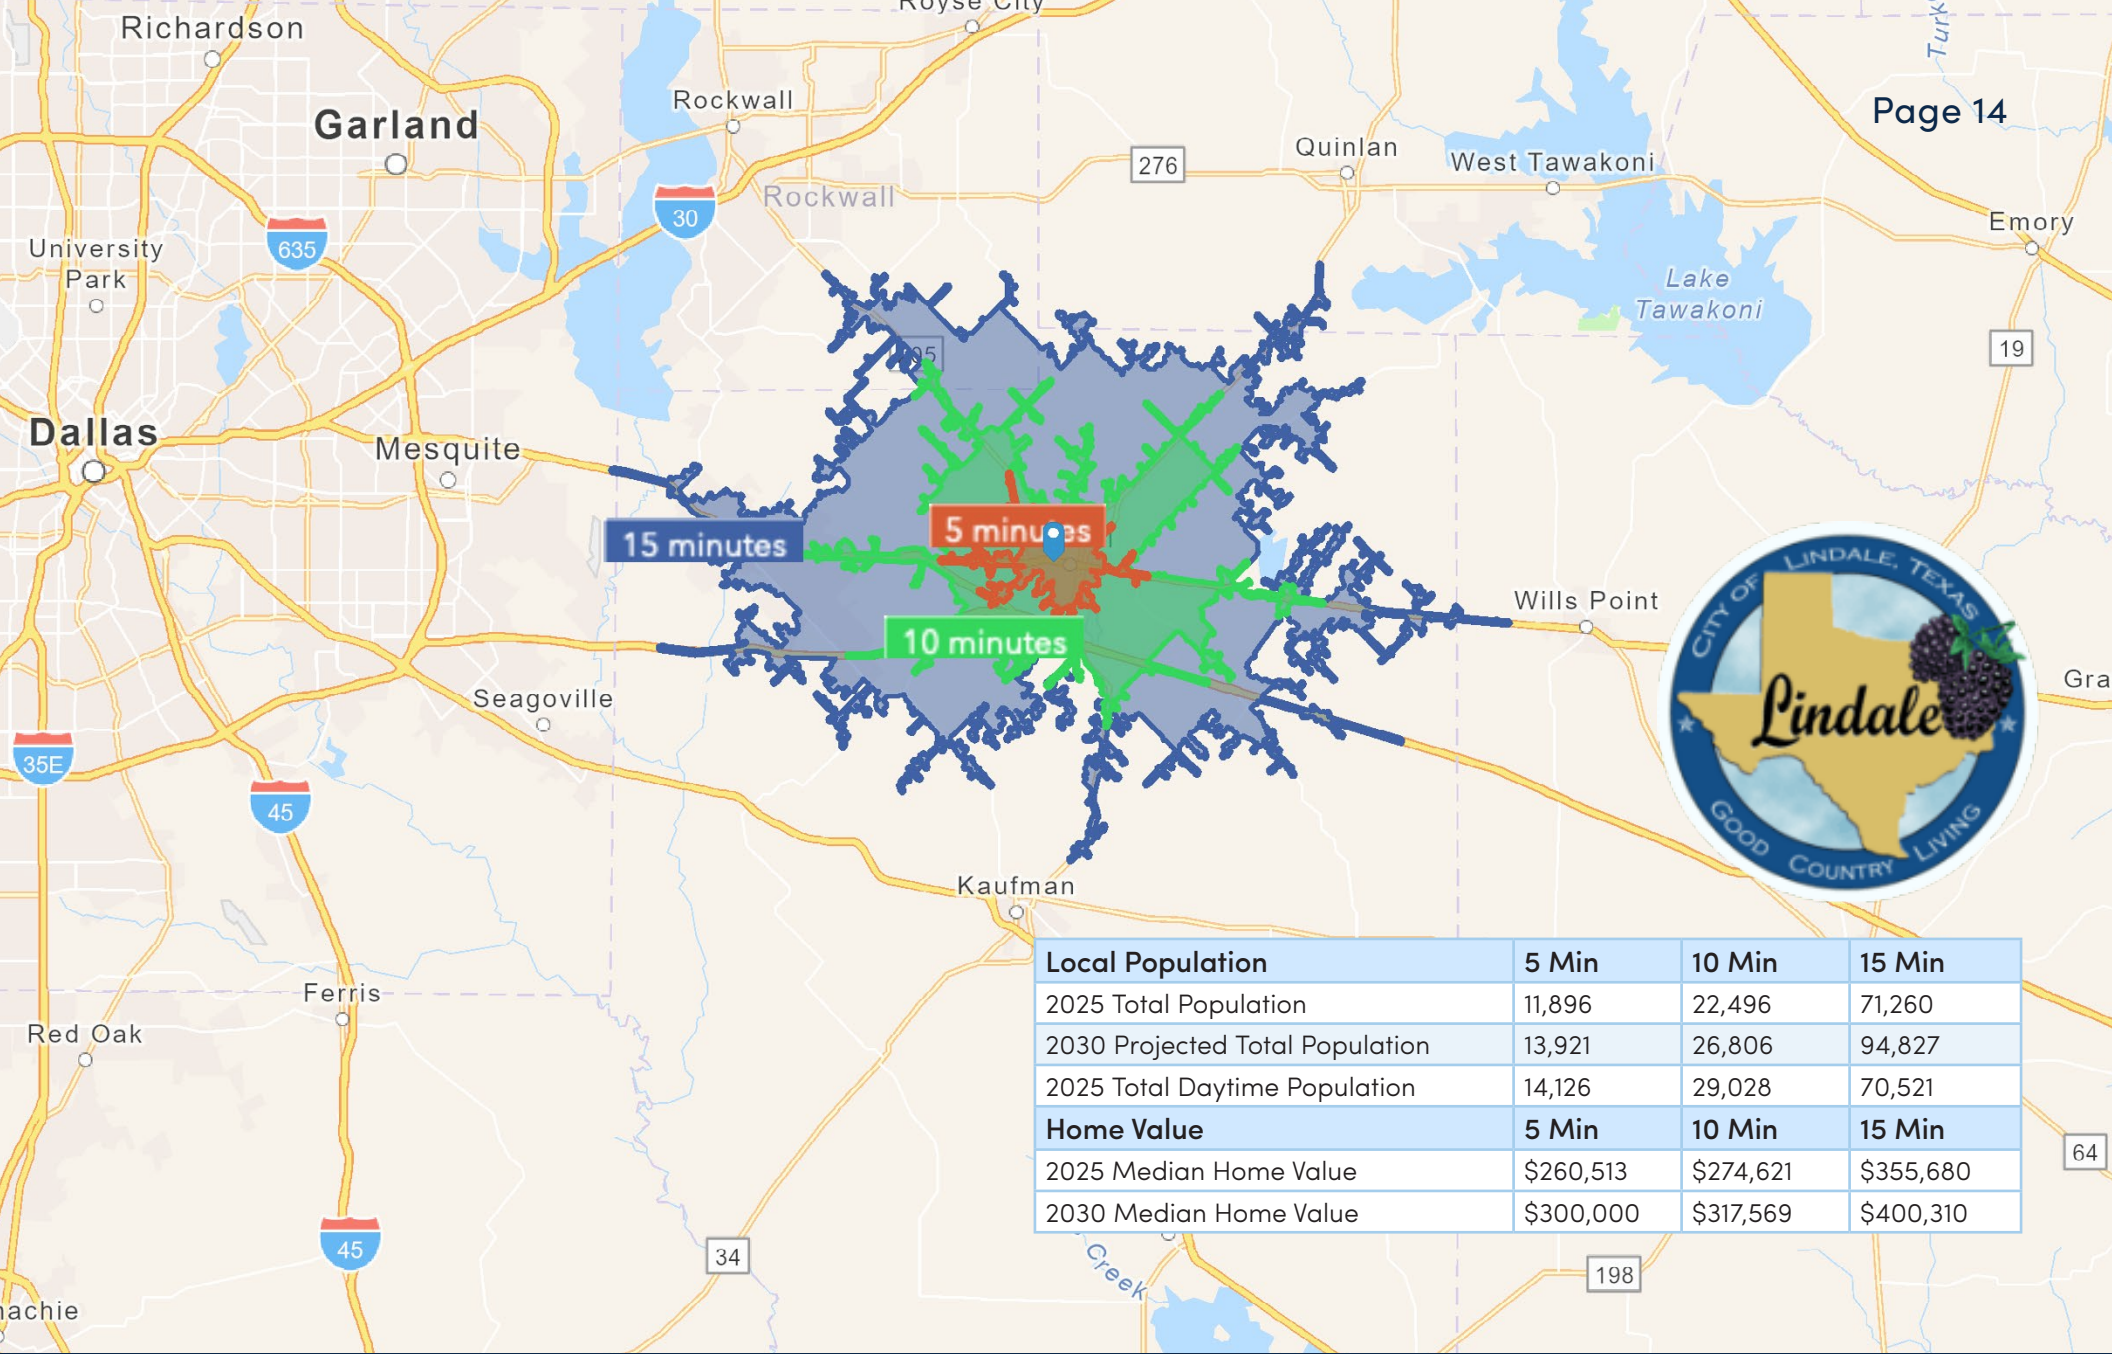 Royse City
Richardson
Page 14
Rockwall
Garland
Quinlan
276
West Tawakoni
Rockwall
30
Emory
635
University
Park
Lake
Tawakoni
19
Dallas
Mesquite
5 minutes
15 minutes
CITY OF LINDALE, TEXAS
Wills Point
10 minutes
Gra
Seagoville
Lindale
35E
45
GOOD COUNTRY LIVING
Kaufman
Local Population 5 Min 10 Min 15 Min
2025 Total Population 11,896 22,496 71,260
2030 Projected Total Population 13,921 26,806 94,827
2025 Total Daytime Population 14,126 29,028 70,521
Home Value 5 Min 10 Min 15 Min
2025 Median Home Value $260,513 $274,621 $355,680
2030 Median Home Value $300,000 $317,569 $400,310
Ferris
Red Oak
64
45
34
Creek
198
achie